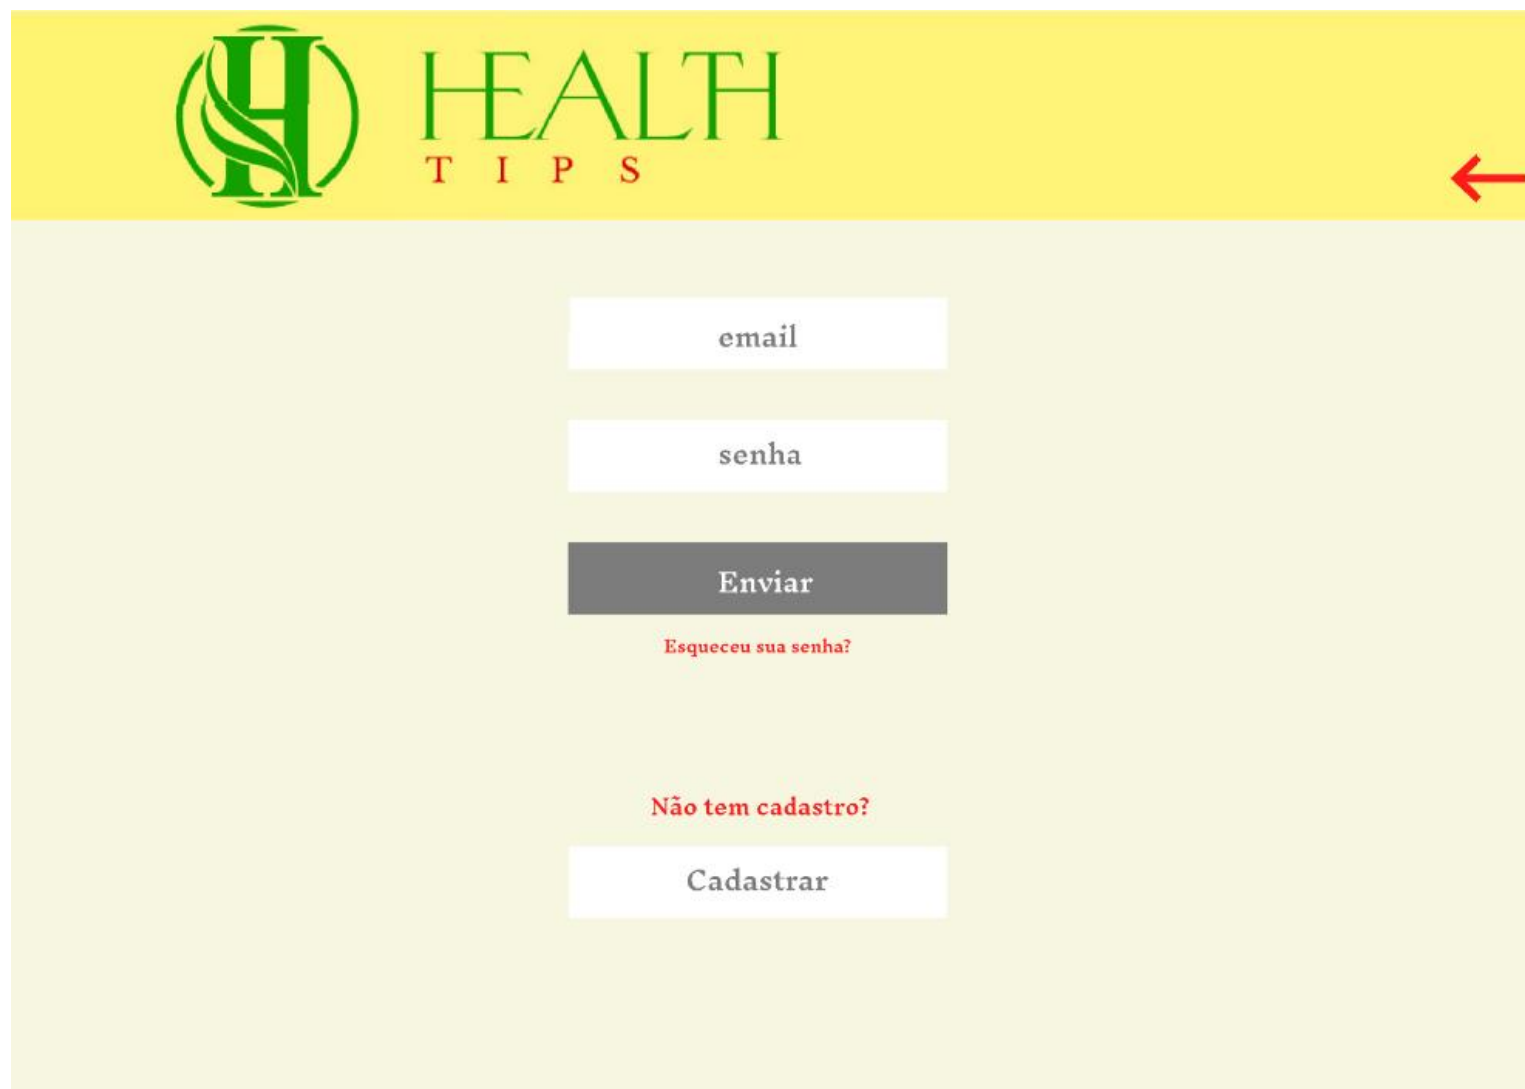 HEALTH
TIPS
email
senha
Enviar
Esqueceu sua senha?
Não tem cadastro?
Cadastrar